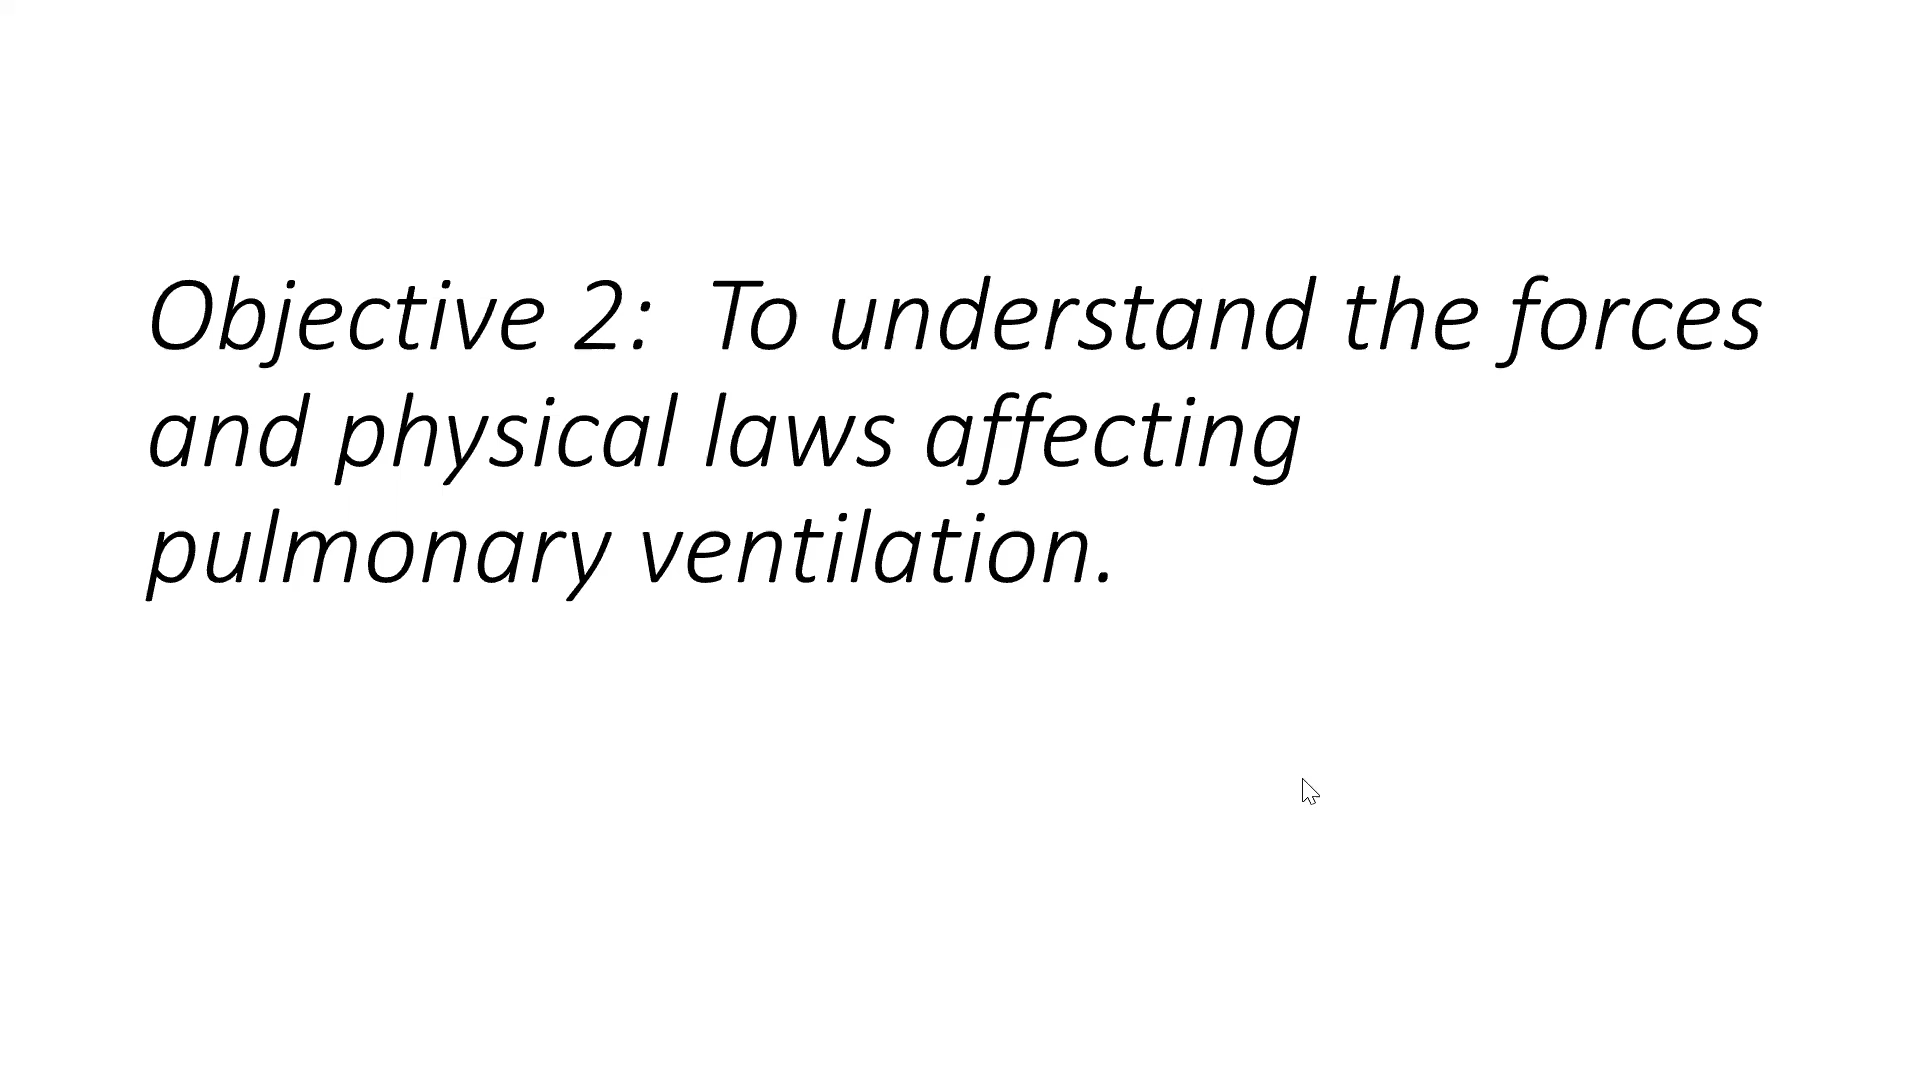 Objective 2:  To understand the forces
and physical laws affecting
pulmonary ventilation.